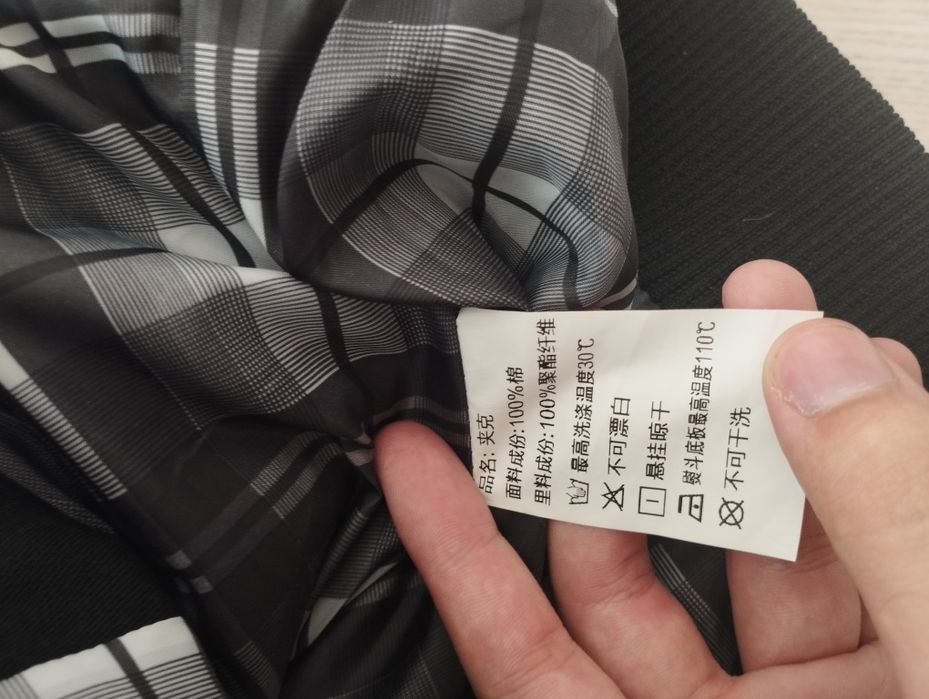 品名: 夹克
面料成份:100%棉
里料成份:100%聚酯纤维
最高洗涤温度30℃
不可漂白
悬挂晾干
熨斗底板最高温度110℃
不可干洗